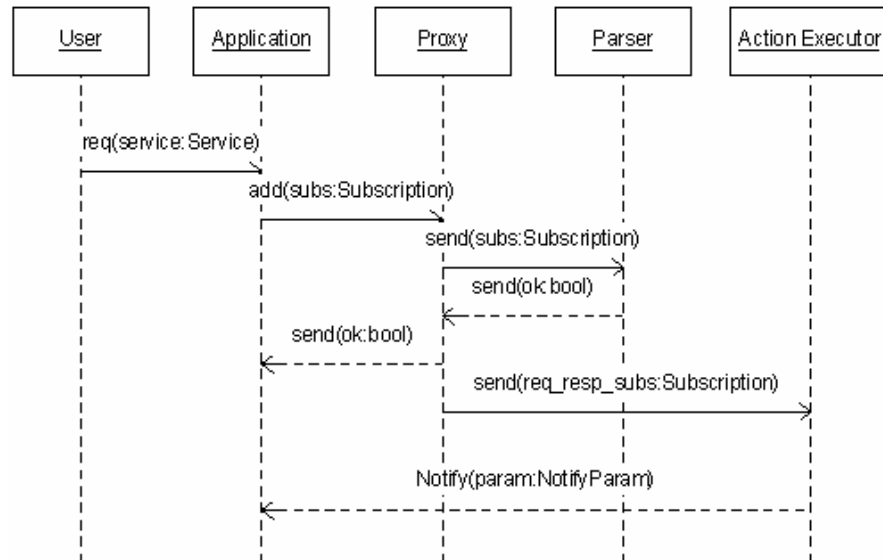 User
Application
Proxy
Parser
Action Executor
req(service:Service)
add(subs:Subscription)
send(subs:Subscription)
send(ok:bool)
send(ok:bool)
send(req_resp_subs:Subscription)
Notify(param:NotifyParam)